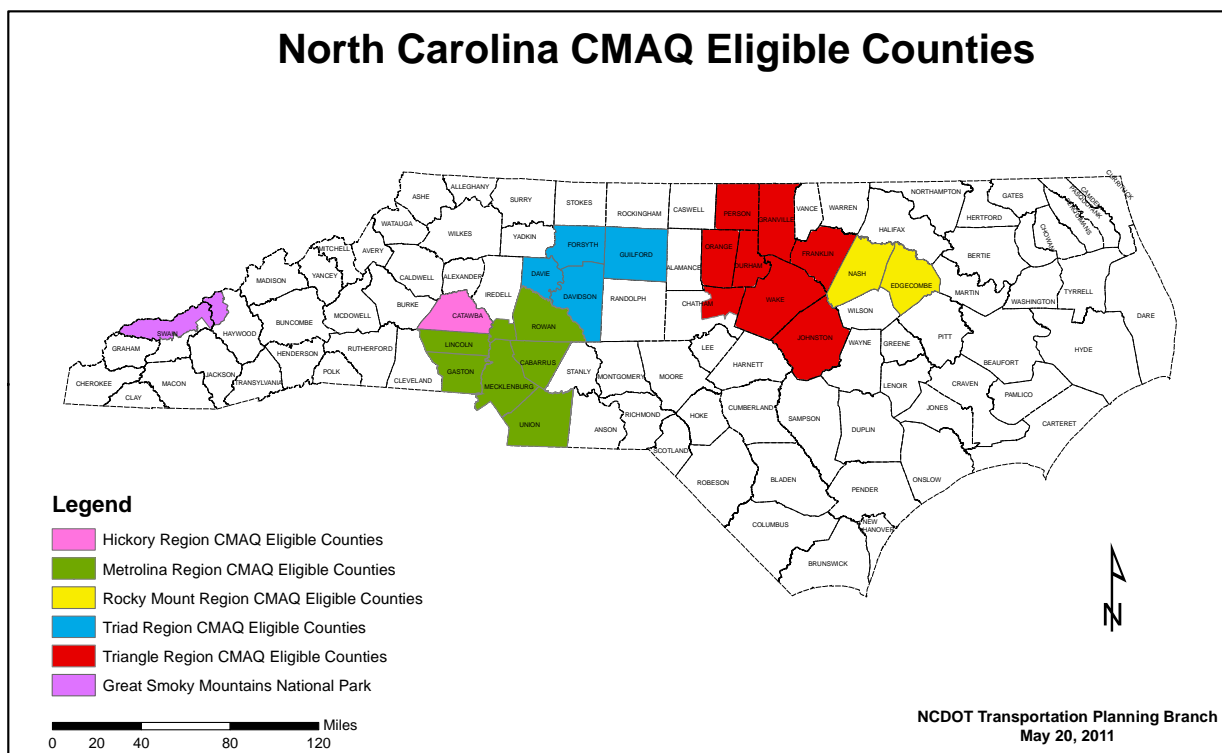 North Carolina CMAQ Eligible Counties
ALLEGHANY
ASHE
SURRY
STOKES
ROCKINGHAM
CASWELL
PERSON
GRANVILLE
VANCE
WARREN
NORTHAMPTON
GATES
CURRITUCK
CAMDEN
PASQUOTANK
HERTFORD
WATAUGA
WILKES
YADKIN
FORSYTH
GUILFORD
ALAMANCE
ORANGE
DURHAM
FRANKLIN
HALIFAX
BERTIE
CHOWAN
MITCHELL
AVERY
MADISON
YANCEY
CALDWELL
ALEXANDER
IREDELL
DAVIE
DAVIDSON
RANDOLPH
CHATHAM
WAKE
NASH
EDGECOMBE
MARTIN
WASHINGTON
TYRRELL
DARE
SWAIN
HAYWOOD
BUNCOMBE
MCDOWELL
BURKE
CATAWBA
ROWAN
WILSON
JOHNSTON
WAYNE
GREENE
PITT
BEAUFORT
HYDE
GRAHAM
CHEROKEE
CLAY
MACON
JACKSON
TRANSYLVANIA
HENDERSON
POLK
RUTHERFORD
CLEVELAND
LINCOLN
GASTON
MECKLENBURG
CABARRUS
STANLY
MONTGOMERY
MOORE
LEE
HARNETT
LENOIR
CRAVEN
PAMLICO
UNION
ANSON
RICHMOND
SCOTLAND
HOKE
CUMBERLAND
SAMPSON
DUPLIN
JONES
CARTERET
ROBESON
BLADEN
PENDER
ONSLOW
COLUMBUS
NEW
HANOVER
BRUNSWICK
Legend
Hickory Region CMAQ Eligible Counties
Metrolina Region CMAQ Eligible Counties
Rocky Mount Region CMAQ Eligible Counties
Triad Region CMAQ Eligible Counties
Triangle Region CMAQ Eligible Counties
Great Smoky Mountains National Park
Miles
0 20 40 80 120
N
NCDOT Transportation Planning Branch
May 20, 2011